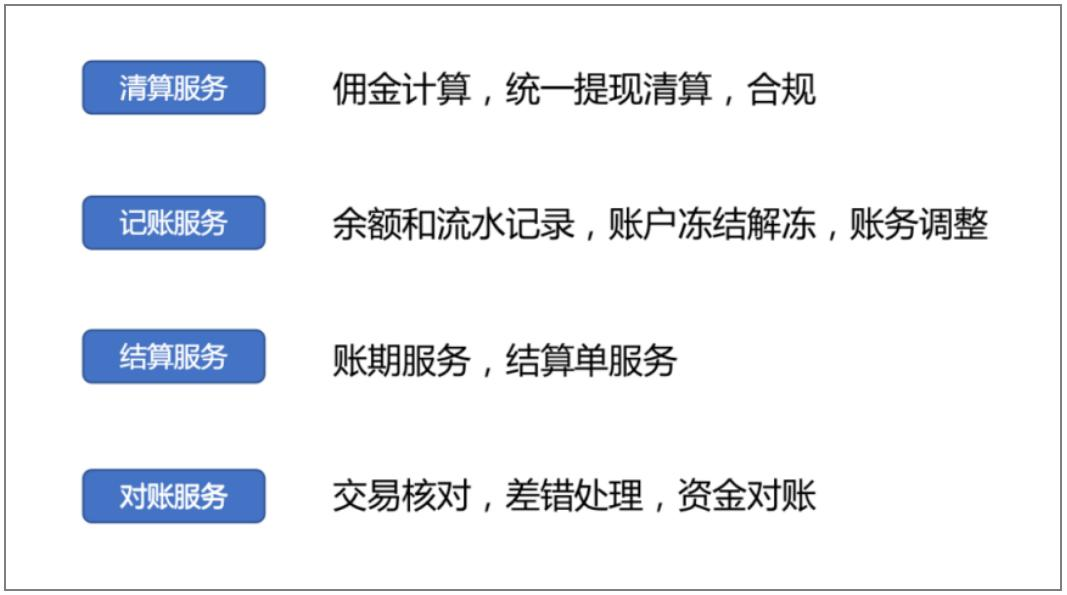 清算服务 佣金计算，统一提现清算，合规
记账服务 余额和流水记录，账户冻结解冻，账务调整
结算服务 账期服务，结算单服务
对账服务 交易核对，差错处理，资金对账